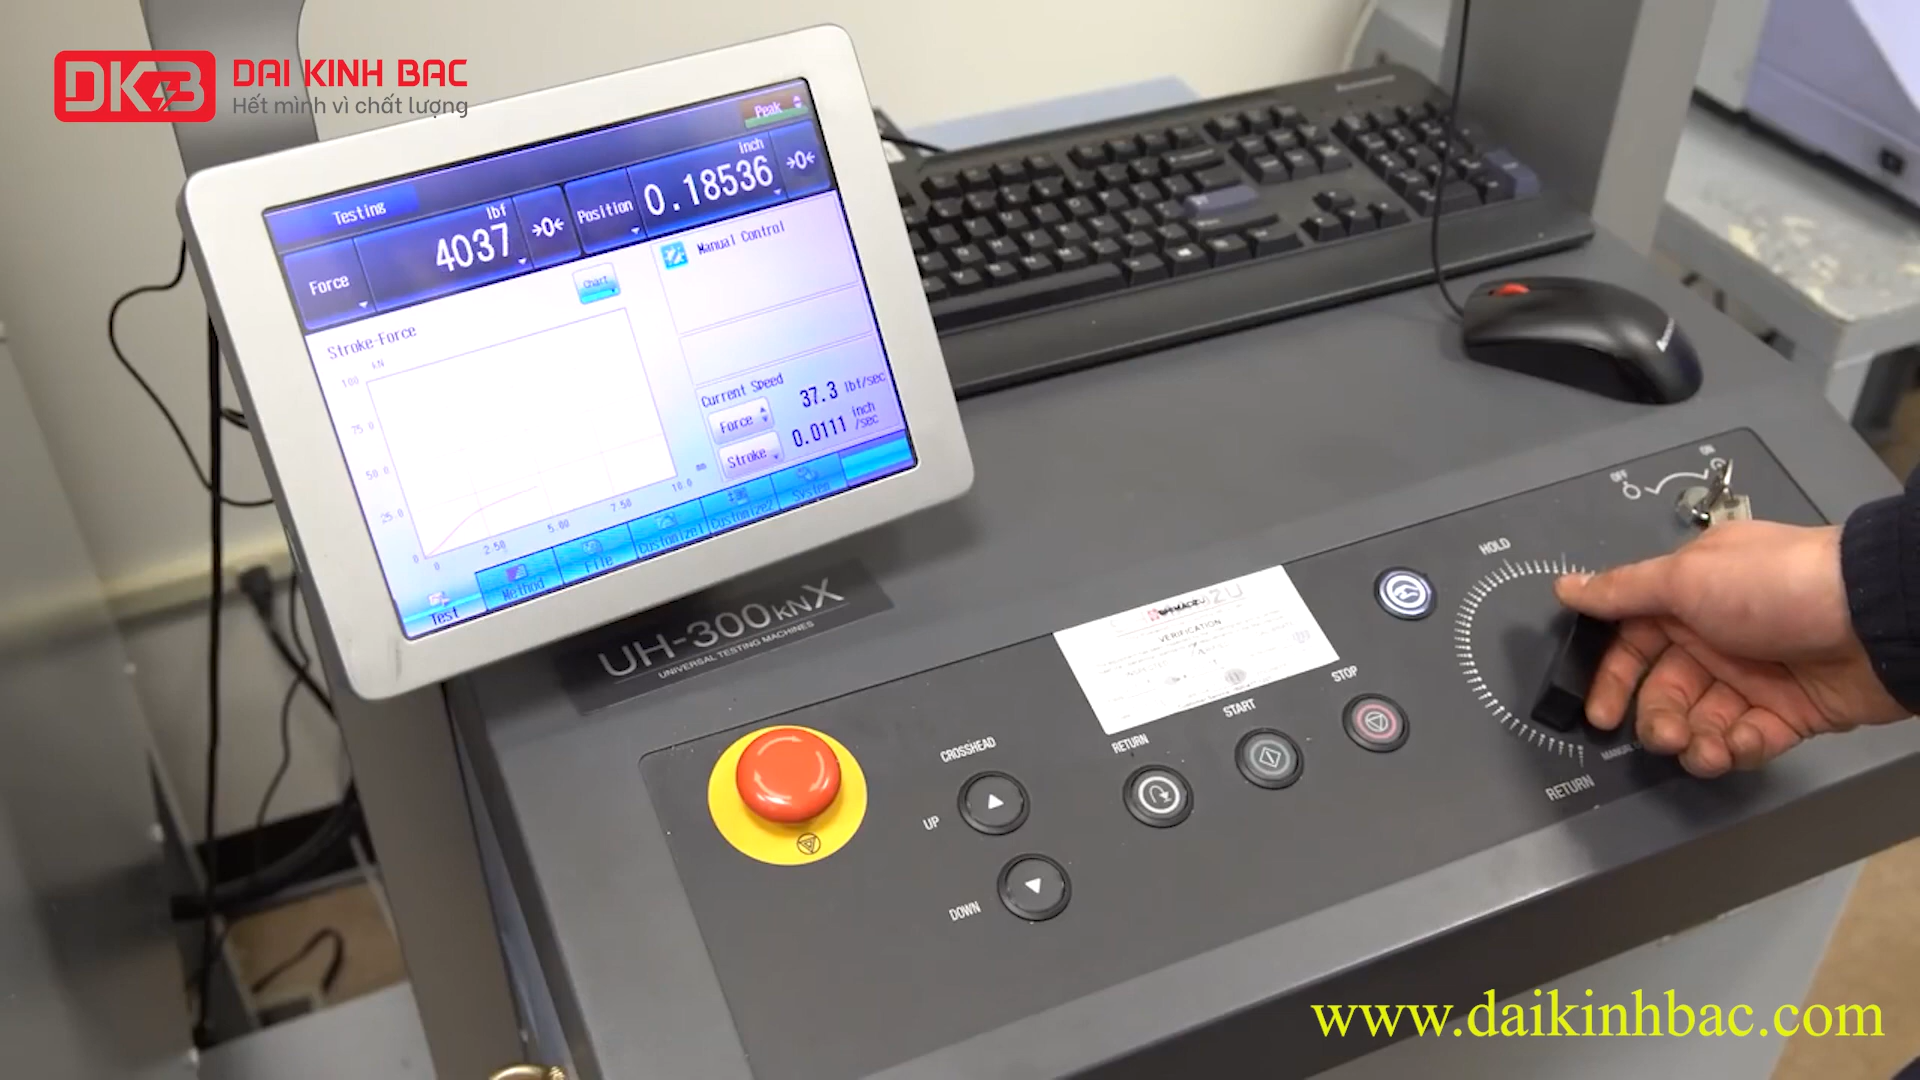 DKB DAI KINH BAC
Hết mình vì chất lượng
Peak
Testing
Force
lbf
4037
→0←
Position
inch
0.18536
→0←
Chart
Manual Control
Stroke-Force
kN
100
75.0
50.0
25.0
0
0
2.50
5.00
7.50
10.0
mm
Current Speed
Force
37.3 lbf/sec
Stroke
0.0111 inch
/sec
Test
Method
File
Customize1
Customize2
System
UH-300kNX
UNIVERSAL TESTING MACHINES
VERIFICATION
CROSSHEAD
UP
DOWN
RETURN
START
STOP
HOLD
RETURN
OFF
ON
www.daikinhbac.com